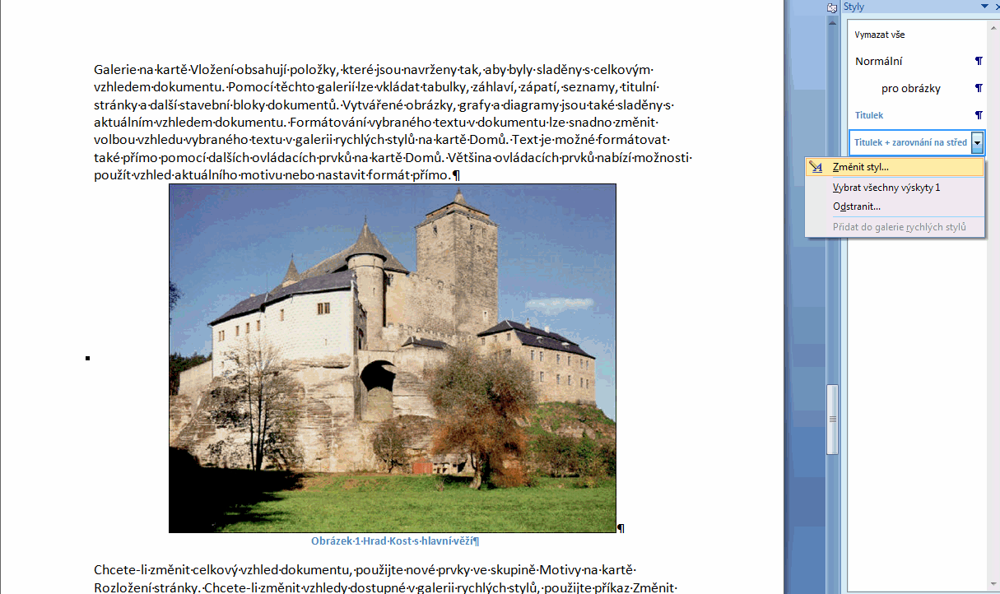 Galerie na kartě Vložení obsahují položky, které jsou navrženy tak, aby byly sladěny s celkovým
vzhledem dokumentu. Pomocí těchto galerií lze vkládat tabulky, záhlaví, zápatí, seznamy, titulní
stránky a další stavební bloky dokumentů. Vytvářené obrázky, grafy a diagramy jsou také sladěny s
aktuálním vzhledem dokumentu. Formátování vybraného textu v dokumentu lze snadno změnit
volbou vzhledu vybraného textu v galerii rychlých stylů na kartě Domů. Text je možné formátovat
také přímo pomocí dalších ovládacích prvků na kartě Domů. Většina ovládacích prvků nabízí možnosti
použít vzhled aktuálního motivu nebo nastavit formát přímo.¶
¶
Obrázek 1 Hrad Kost s hlavní věží¶
Chcete-li změnit celkový vzhled dokumentu, použijte nové prvky ve skupině Motivy na kartě
Rozložení stránky. Chcete-li změnit vzhledy dostupné v galerii rychlých stylů, použijte příkaz Změnit
Styly
Vymazat vše
Normální ¶
pro obrázky ¶
Titulek ¶
Titulek + zarovnání na střed
Změnit styl...
Vybrat všechny výskyty 1
Odstranit...
Přidat do galerie rychlých stylů